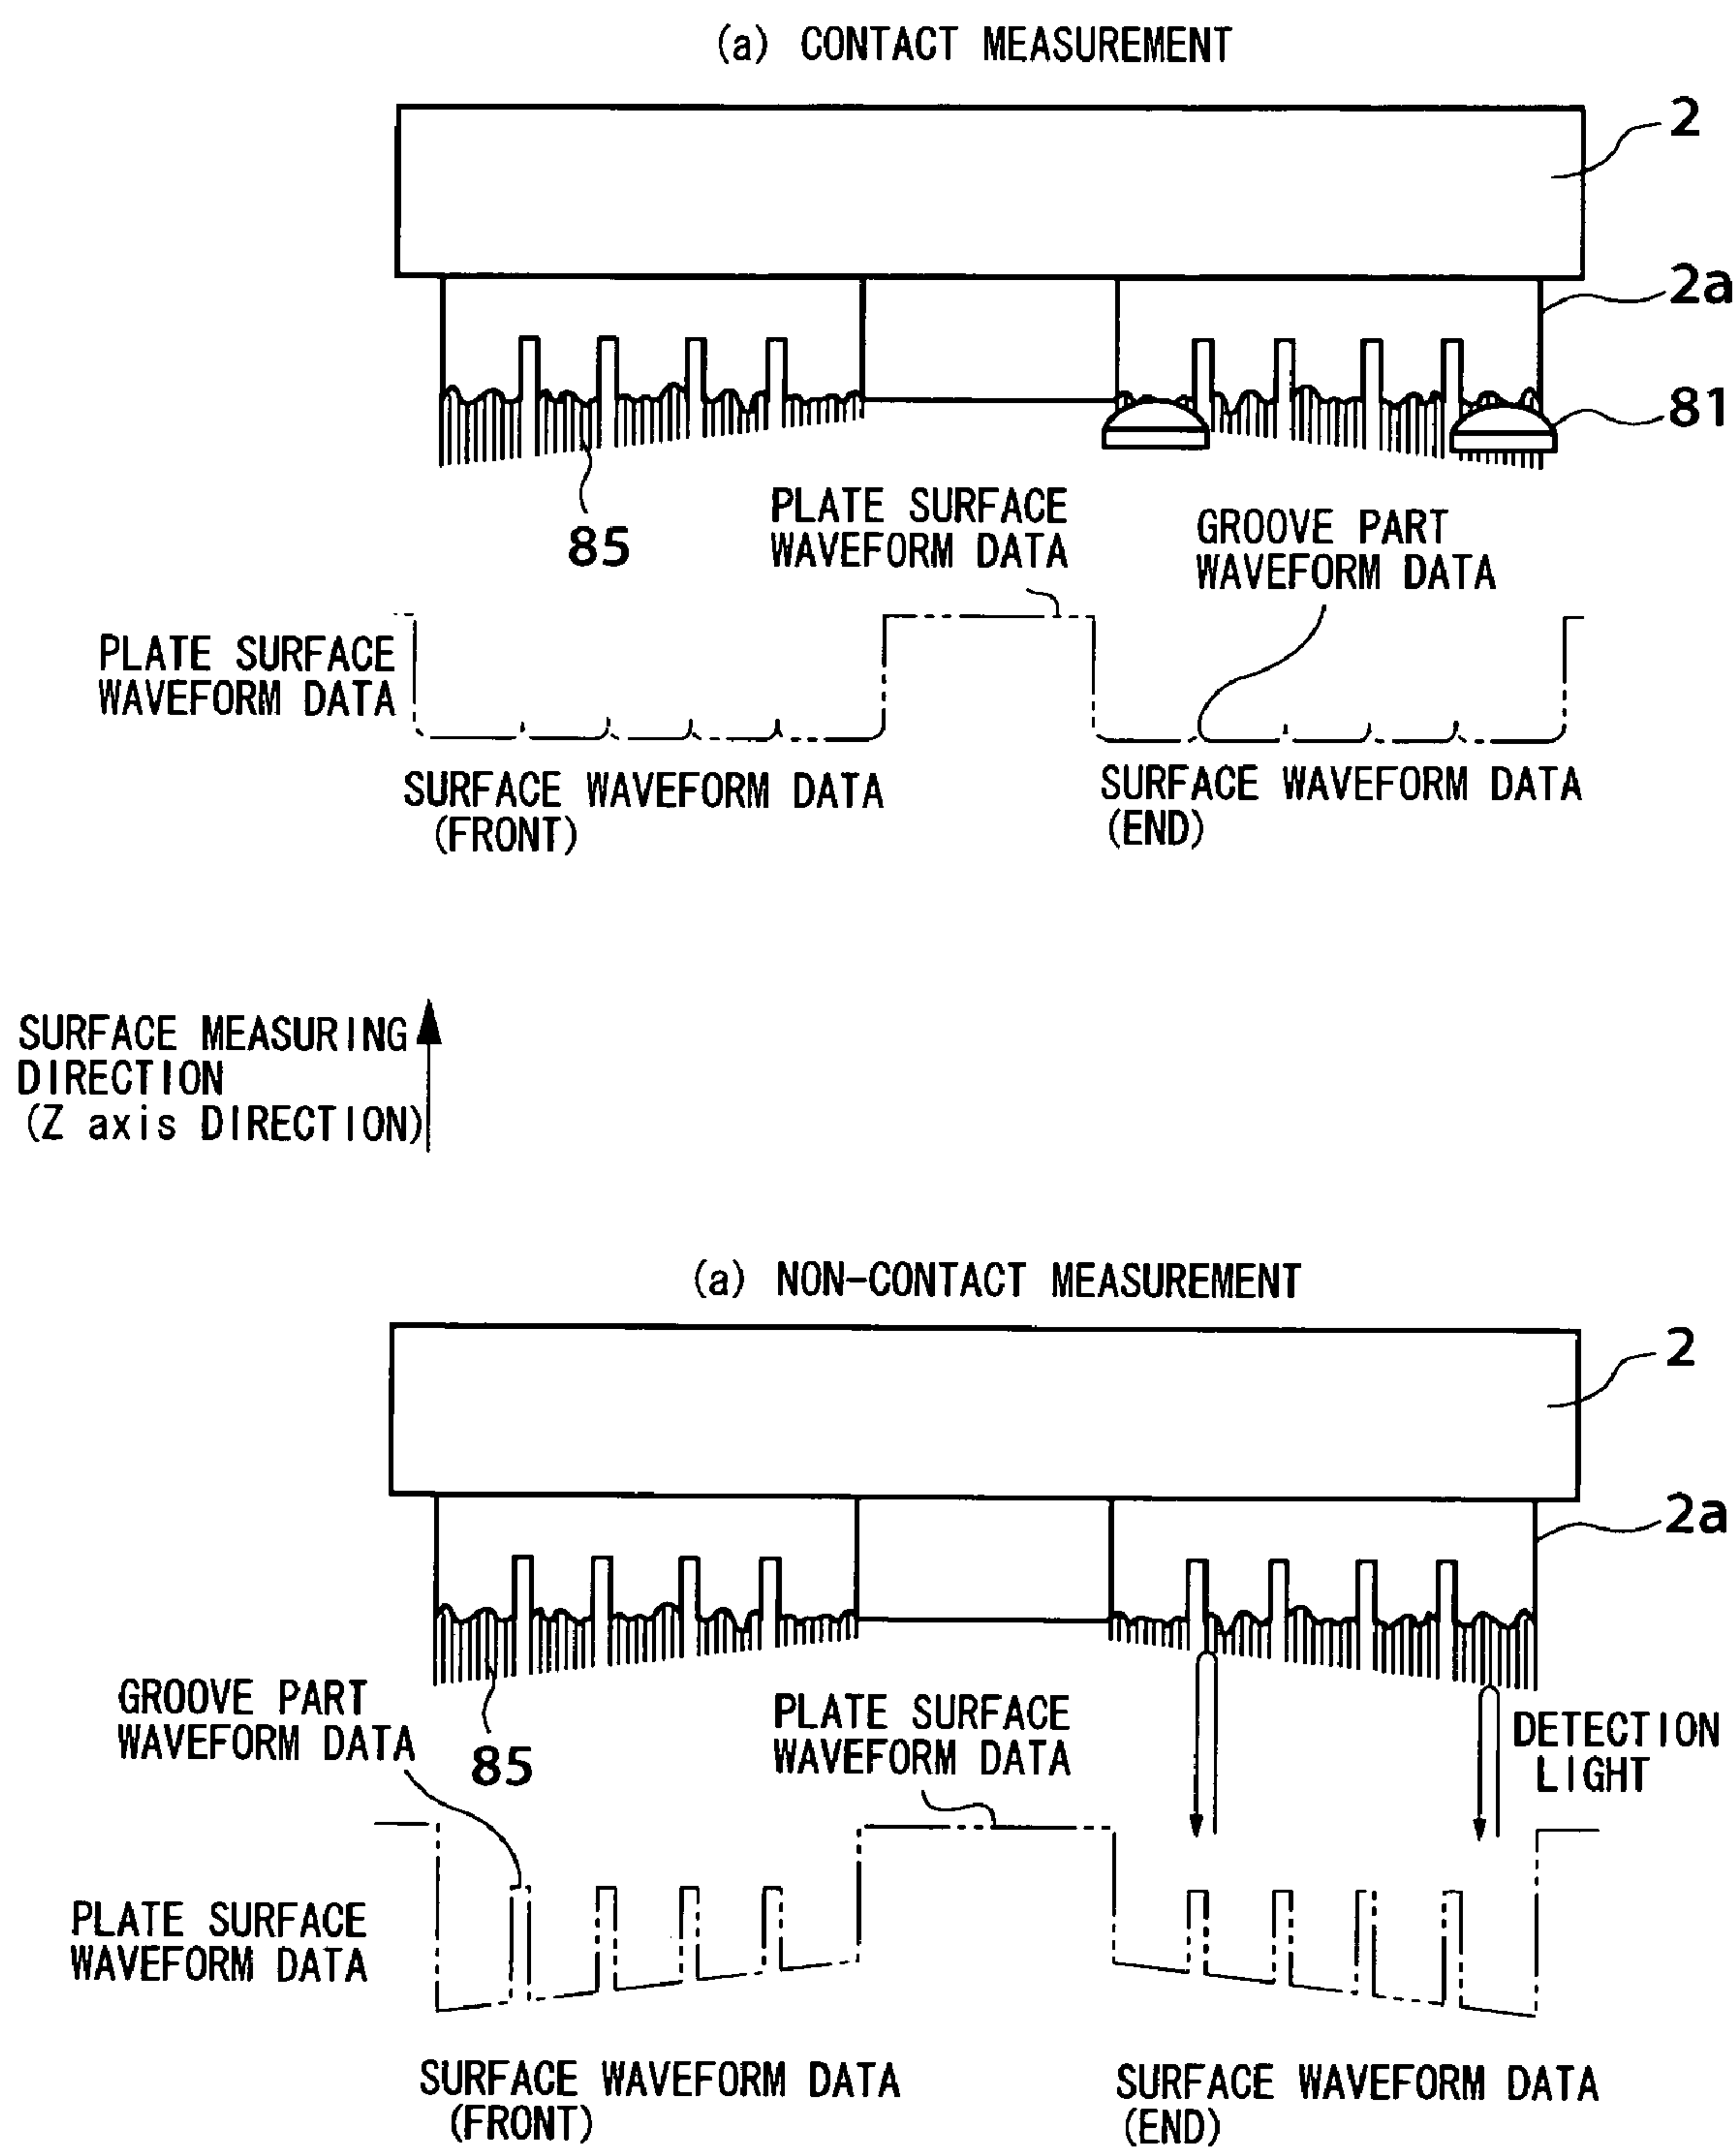 (a) CONTACT MEASUREMENT
2
2a
81
85
PLATE SURFACE
WAVEFORM DATA
GROOVE PART
WAVEFORM DATA
PLATE SURFACE
WAVEFORM DATA
SURFACE WAVEFORM DATA
(FRONT)
SURFACE WAVEFORM DATA
(END)
SURFACE MEASURING
DIRECTION
(Z axis DIRECTION)
(a) NON-CONTACT MEASUREMENT
2
2a
GROOVE PART
WAVEFORM DATA
85
PLATE SURFACE
WAVEFORM DATA
DETECTION
LIGHT
PLATE SURFACE
WAVEFORM DATA
SURFACE WAVEFORM DATA
(FRONT)
SURFACE WAVEFORM DATA
(END)